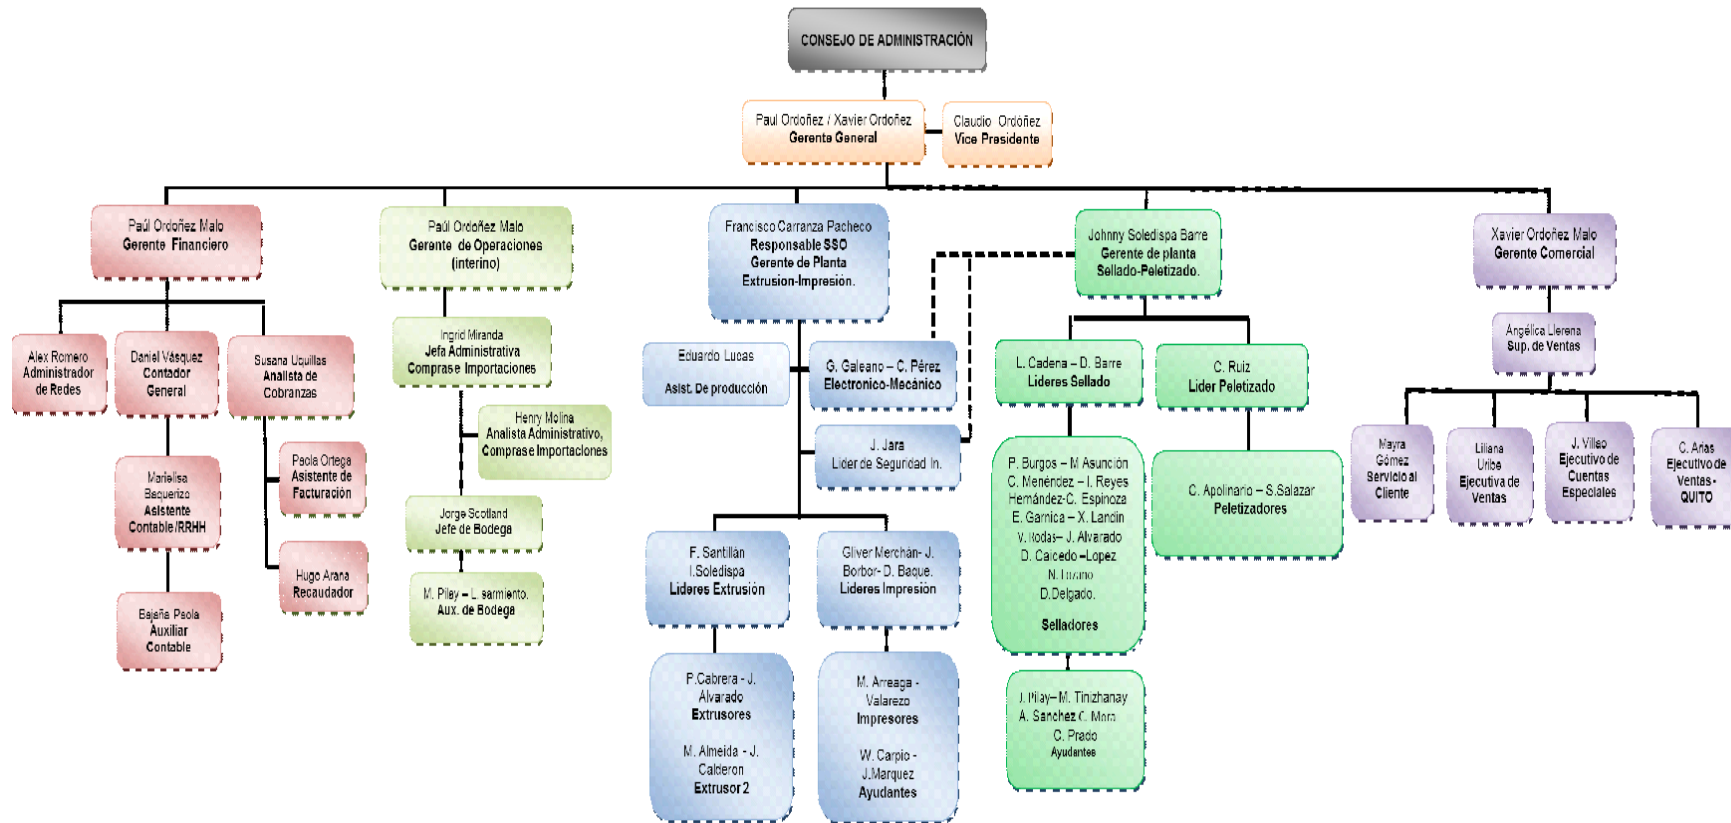 CONSEJO DE ADMINISTRACIÓN
Paul Ordoñez / Xavier Ordoñez
Gerente General
Claudio Ordóñez
Vice Presidente
Paúl Ordoñez Malo
Gerente Financiero
Paúl Ordoñez Malo
Gerente de Operaciones
(interino)
Francisco Carranza Pacheco
Responsable SSO
Gerente de Planta
Extrusion-Impresión.
Johnny Soledispa Barre
Gerente de planta
Sellado-Peletizado.
Xavier Ordoñez Malo
Gerente Comercial
Alex Romero
Administrador
de Redes
Daniel Vásquez
Contador
General
Susana Uquillas
Analista de
Cobranzas
Marielisa
Baquerizo
Asistente
Contable/RRHH
Paola Ortega
Asistente de
Facturación
Bajaña Paola
Auxiliar
Contable
Hugo Arana
Recaudador
Ingrid Miranda
Jefa Administrativa
Compras e Importaciones
Henry Molina
Analista Administrativo,
Compras e Importaciones
Jorge Scotland
Jefe de Bodega
M. Pilay – L. sarmiento.
Aux. de Bodega
Eduardo Lucas
Asist. De producción
G. Galeano – C. Pérez
Electronico-Mecánico
J. Jara
Lider de Seguridad In.
F. Santillán
I.Soledispa
Lideres Extrusión
Gliver Merchán- J.
Borbor- D. Baque.
Lideres Impresión
P.Cabrera - J.
Alvarado
Extrusores
M. Almeida - J.
Calderon
Extrusor 2
M. Arreaga -
Valarezo
Impresores
W. Carpio -
J.Marquez
Ayudantes
L. Cadena – D. Barre
Lideres Sellado
C. Ruiz
Lider Peletizado
P. Burgos – M Asunción
C. Menéndez – I. Reyes
Hernández-C. Espinoza
E. Garnica – X. Landin
V. Rodas– J. Alvarado
D. Caicedo –Lopez
N. Lozano
D.Delgado.
Selladores
C. Apolinario – S.Salazar
Peletizadores
J. Pilay– M. Tinizhanay
A. Sanchez C. Mora
C. Prado
Ayudantes
Angélica Llerena
Sup. de Ventas
Mayra
Gómez
Servicio al
Cliente
Liliana
Uribe
Ejecutiva de
Ventas
J. Villao
Ejecutivo de
Cuentas
Especiales
C. Arias
Ejecutivo de
Ventas-
QUITO